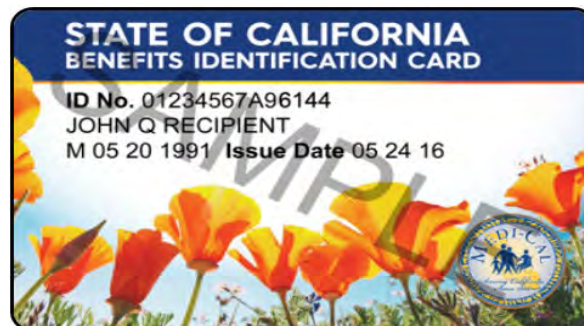 STATE OF CALIFORNIA
BENEFITS IDENTIFICATION CARD
ID No. 01234567A96144
JOHN Q RECIPIENT
M 05 20 1991 Issue Date 05 24 16
SAMPLE
MEDI-CAL